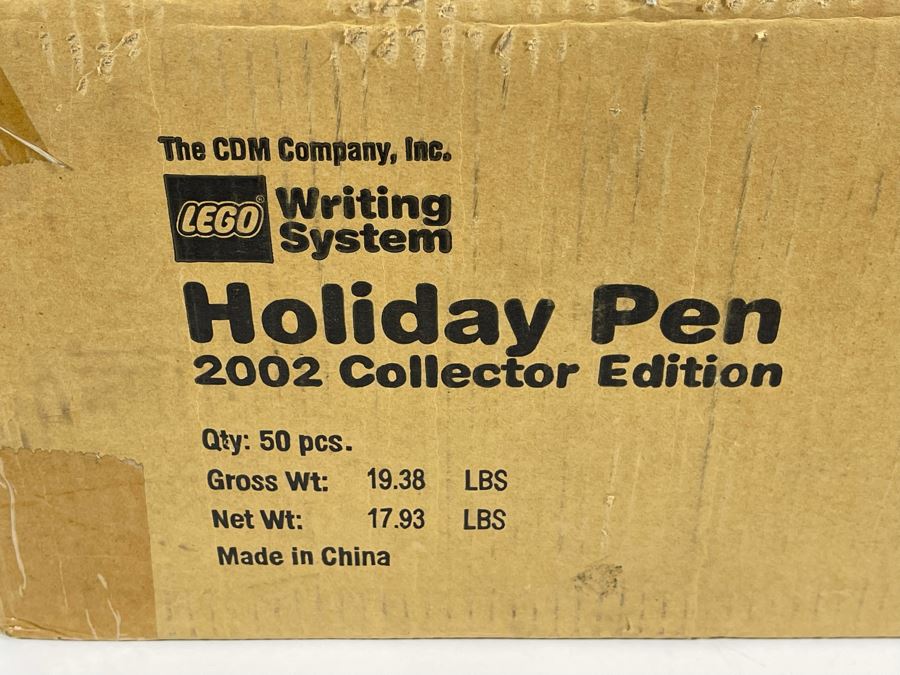 The CDM Company, Inc.
LEGO® Writing
System
Holiday Pen
2002 Collector Edition
Qty: 50 pcs.
Gross Wt: 19.38 LBS
Net Wt: 17.93 LBS
Made in China